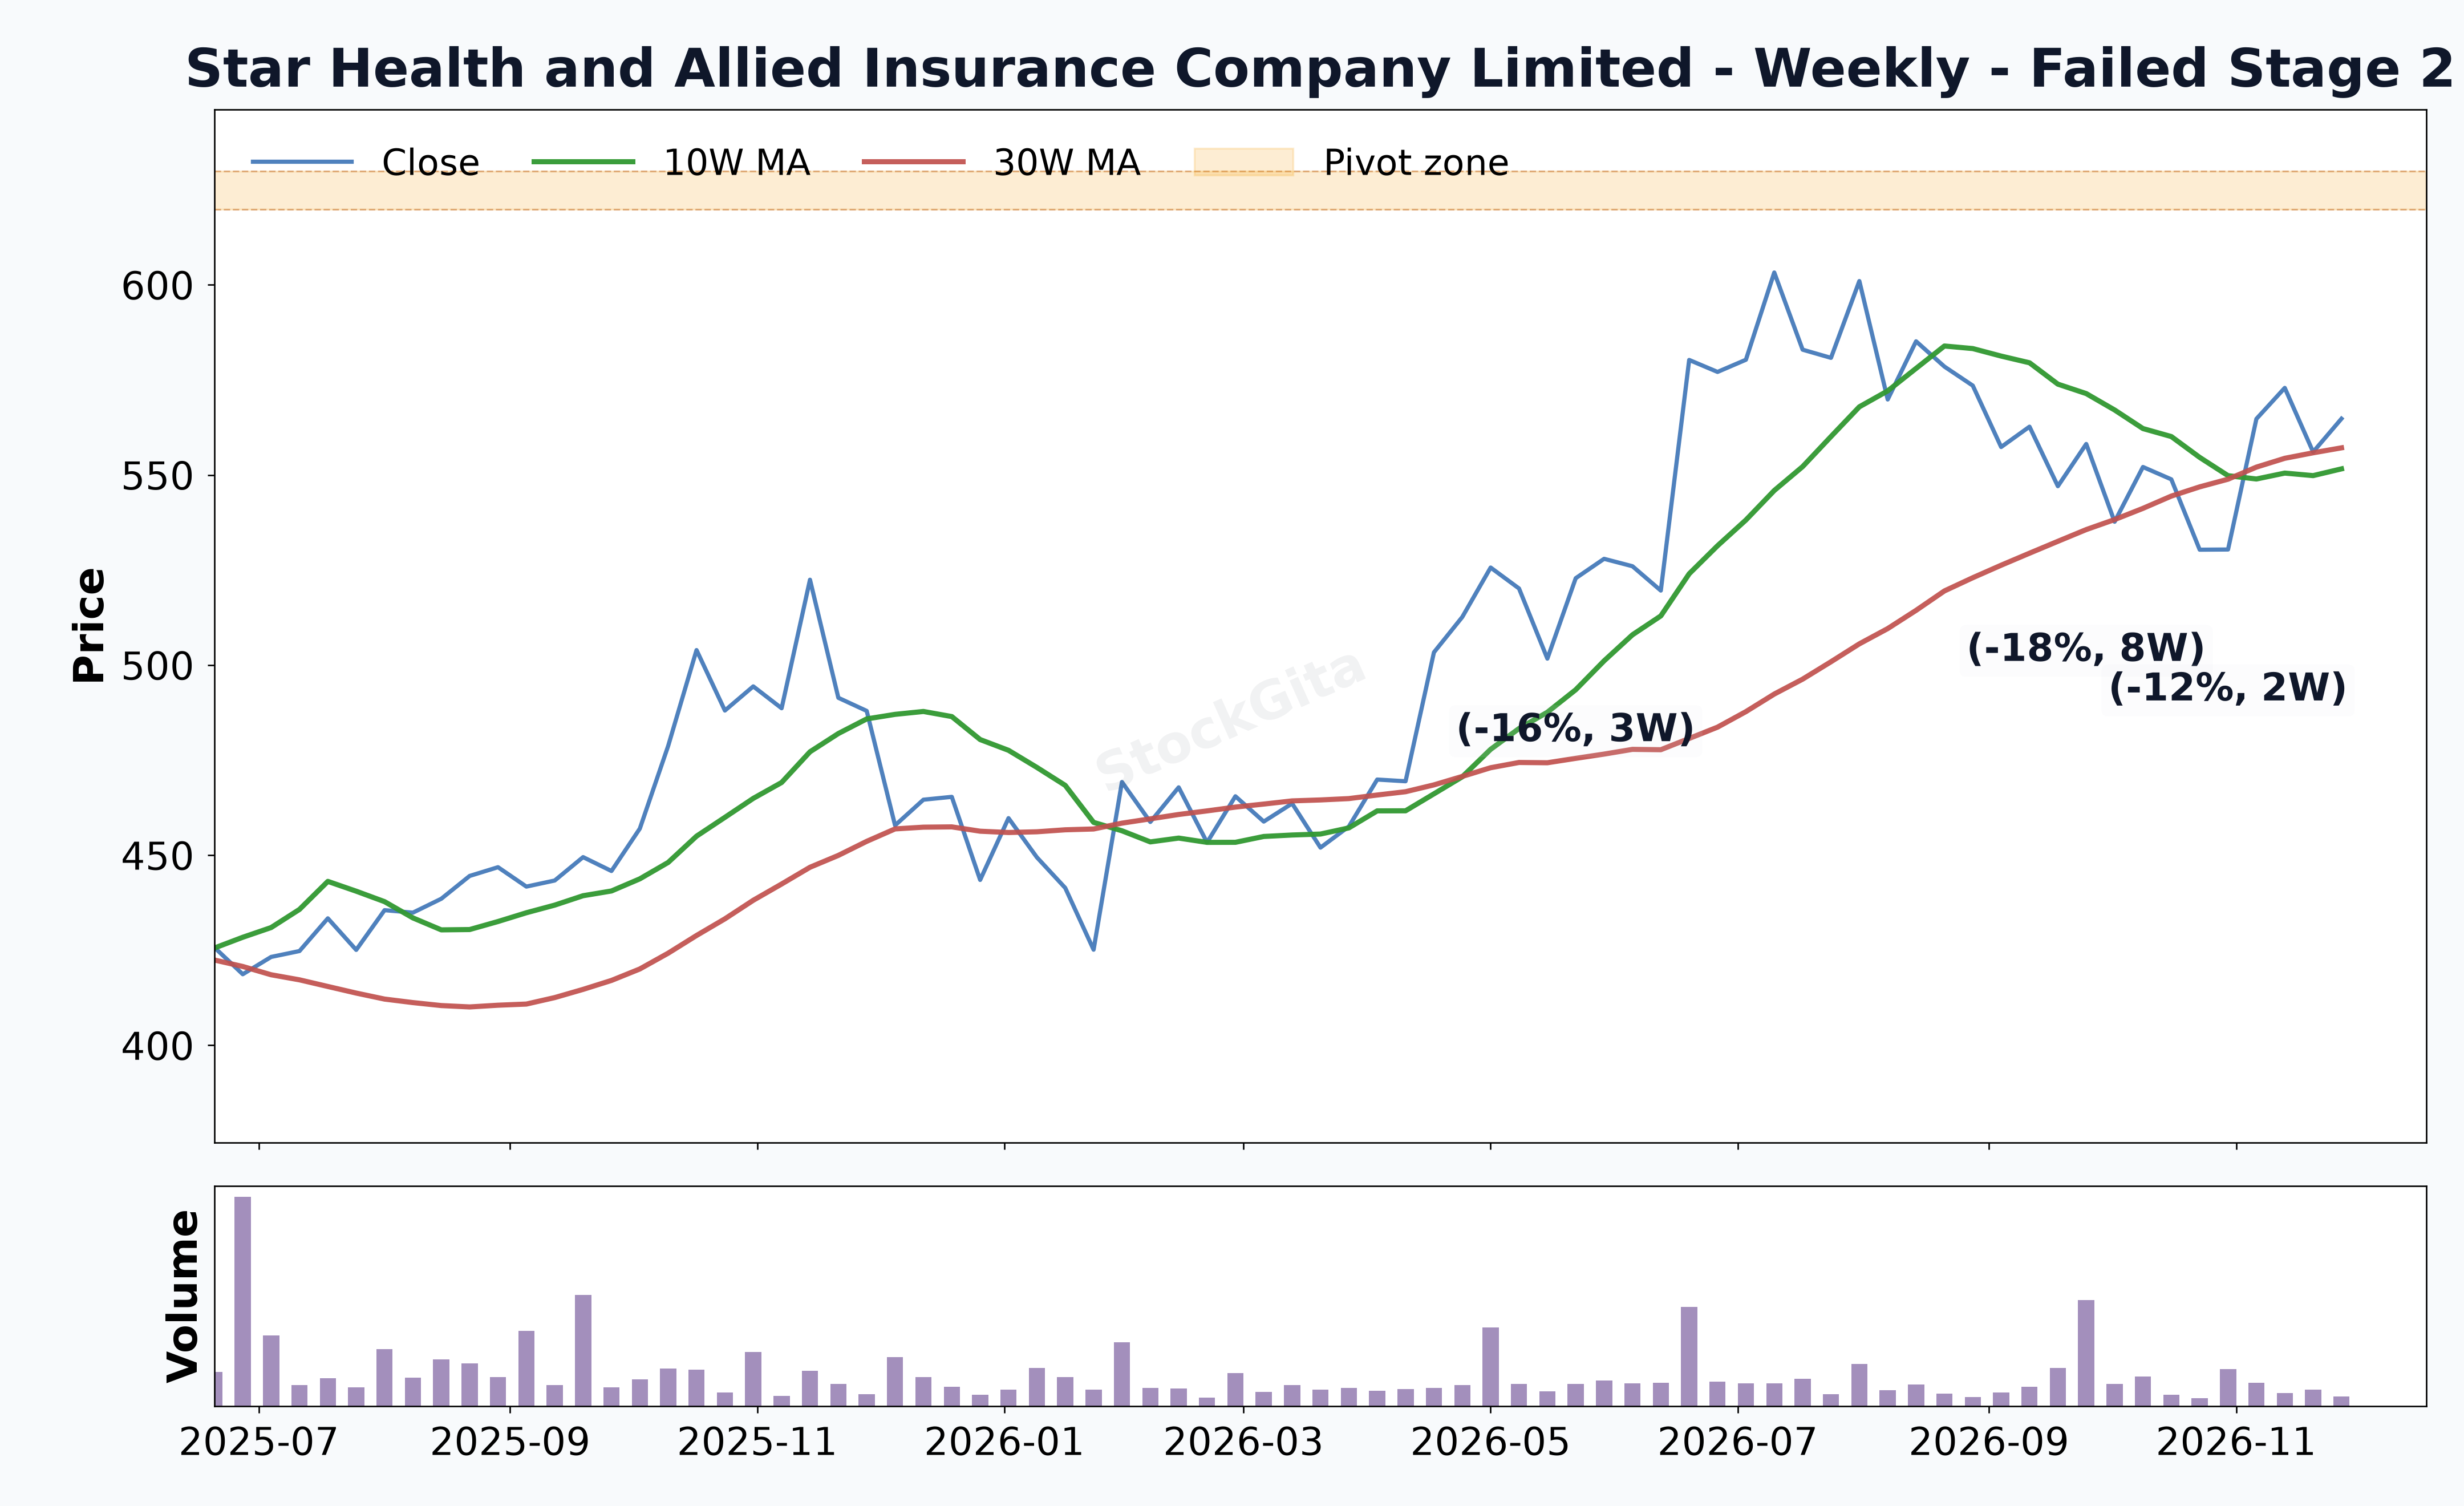 Star Health and Allied Insurance Company Limited - Weekly - Failed Stage 2
Close 10W MA 30W MA Pivot zone
600
550
500
450
400
Price
StockGita
(-18%, 8W)
(-12%, 2W)
(-16%, 3W)
Volume
2025-07 2025-09 2025-11 2026-01 2026-03 2026-05 2026-07 2026-09 2026-11